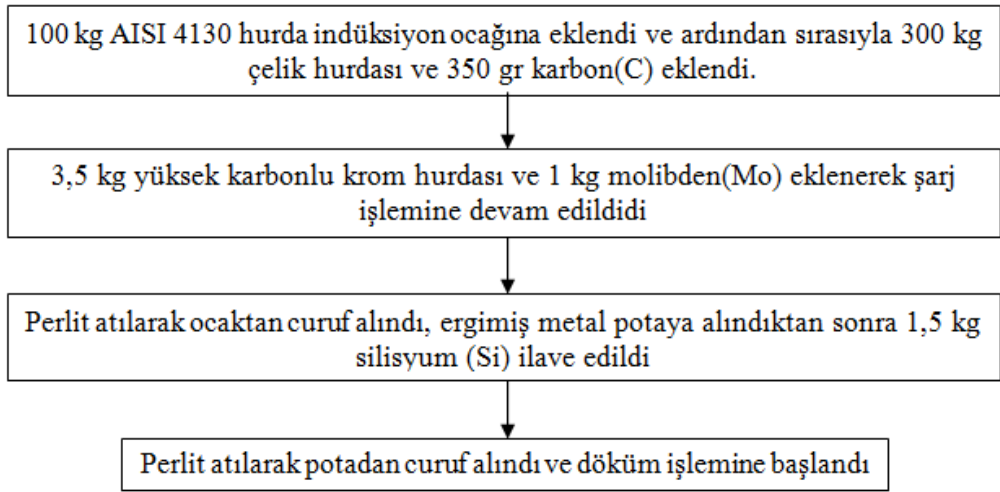 100 kg AISI 4130 hurda indüksiyon ocağına eklendi ve ardından sırasıyla 300 kg
çelik hurdası ve 350 gr karbon(C) eklendi.
3,5 kg yüksek karbonlu krom hurdası ve 1 kg molibden(Mo) eklenerek şarj
işlemine devam edildidi
Perlit atılarak ocaktan curuf alındı, ergimiş metal potaya alındıktan sonra 1,5 kg
silisyum (Si) ilave edildi
Perlit atılarak potadan curuf alındı ve döküm işlemine başlandı